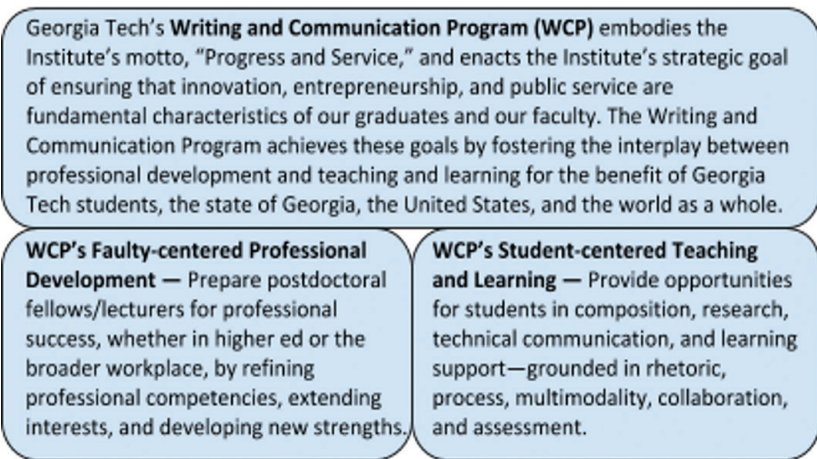 Georgia Tech’s Writing and Communication Program (WCP) embodies the
Institute’s motto, “Progress and Service,” and enacts the Institute’s strategic goal
of ensuring that innovation, entrepreneurship, and public service are
fundamental characteristics of our graduates and our faculty. The Writing and
Communication Program achieves these goals by fostering the interplay between
professional development and teaching and learning for the benefit of Georgia
Tech students, the state of Georgia, the United States, and the world as a whole.
WCP’s Faulty-centered Professional
Development — Prepare postdoctoral
fellows/lecturers for professional
success, whether in higher ed or the
broader workplace, by refining
professional competencies, extending
interests, and developing new strengths.
WCP’s Student-centered Teaching
and Learning — Provide opportunities
for students in composition, research,
technical communication, and learning
support—grounded in rhetoric,
process, multimodality, collaboration,
and assessment.